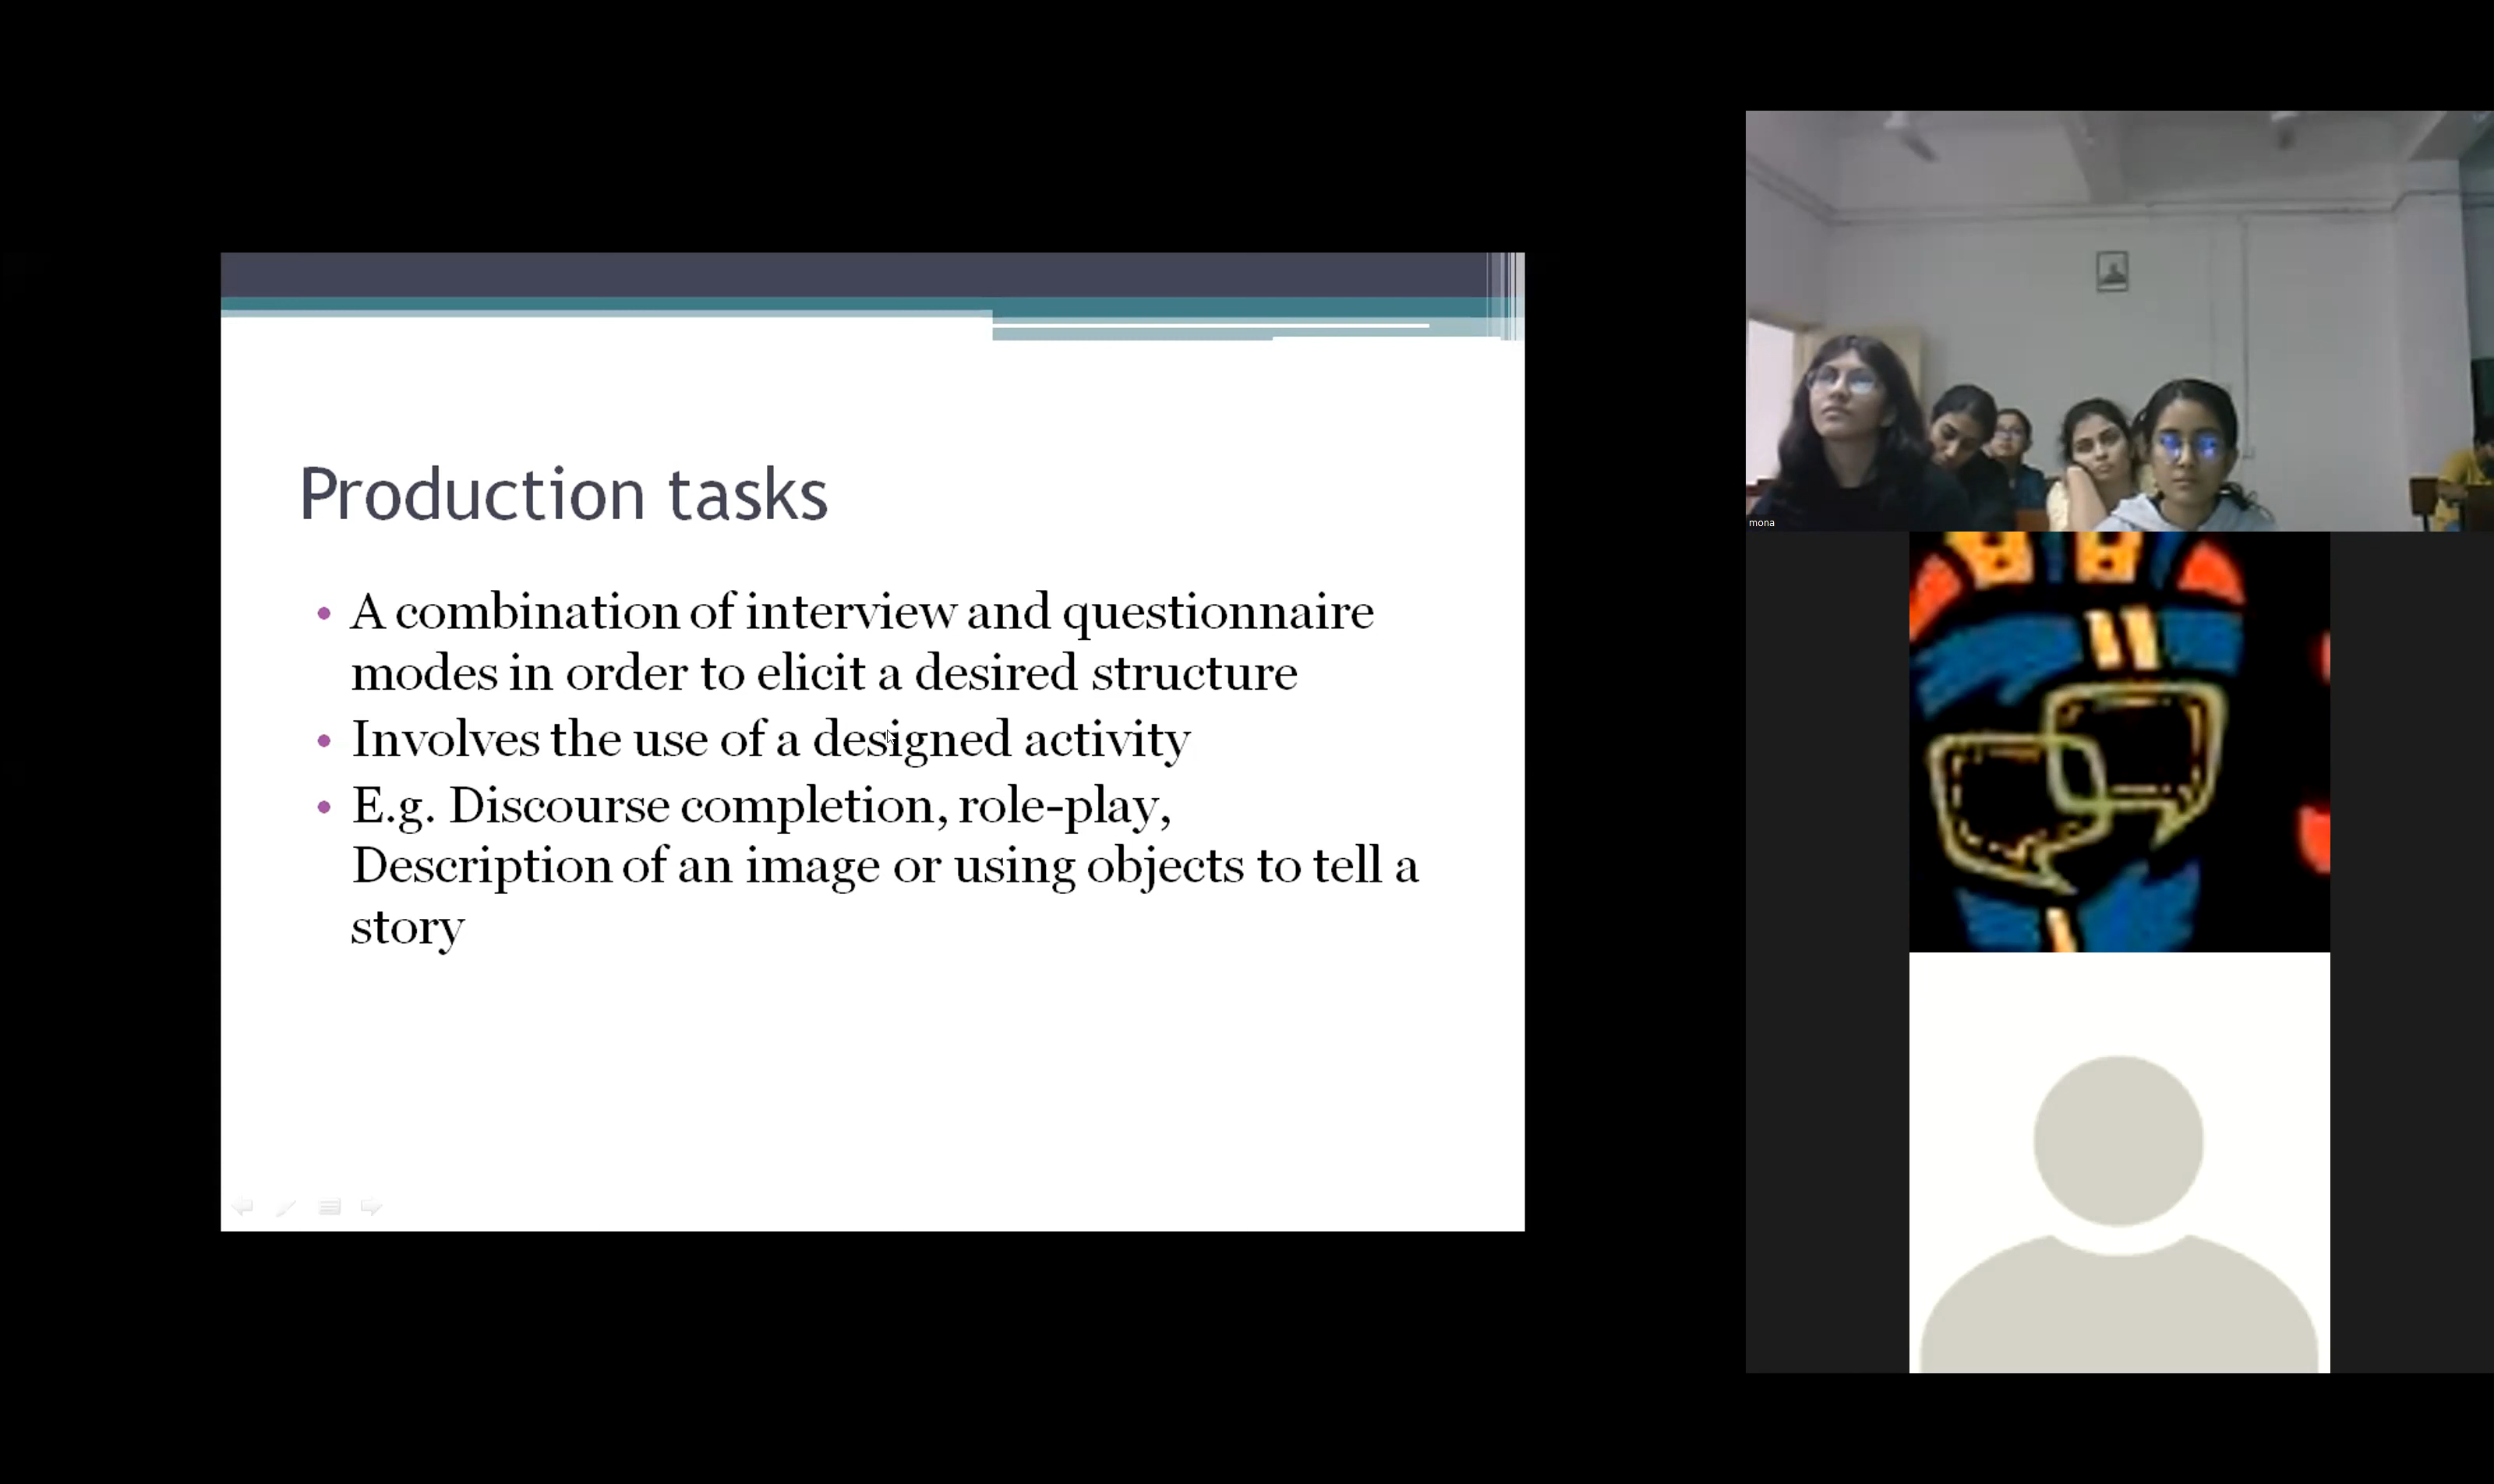 Production tasks
• A combination of interview and questionnaire
modes in order to elicit a desired structure
• Involves the use of a designed activity
• E.g. Discourse completion, role-play,
Description of an image or using objects to tell a
story
mona